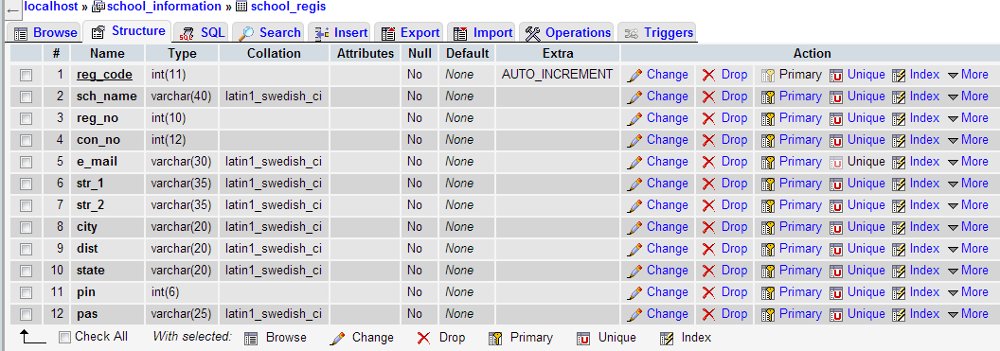 localhost » school_information » school_regis
Browse Structure SQL Search Insert Export Import Operations Triggers
# Name Type Collation Attributes Null Default Extra Action
1 reg_code int(11) No None AUTO_INCREMENT Change Drop Primary Unique Index More
2 sch_name varchar(40) latin1_swedish_ci No None Change Drop Primary Unique Index More
3 reg_no int(10) No None Change Drop Primary Unique Index More
4 con_no int(12) No None Change Drop Primary Unique Index More
5 e_mail varchar(30) latin1_swedish_ci No None Change Drop Primary Unique Index More
6 str_1 varchar(35) latin1_swedish_ci No None Change Drop Primary Unique Index More
7 str_2 varchar(35) latin1_swedish_ci No None Change Drop Primary Unique Index More
8 city varchar(20) latin1_swedish_ci No None Change Drop Primary Unique Index More
9 dist varchar(20) latin1_swedish_ci No None Change Drop Primary Unique Index More
10 state varchar(20) latin1_swedish_ci No None Change Drop Primary Unique Index More
11 pin int(6) No None Change Drop Primary Unique Index More
12 pas varchar(25) latin1_swedish_ci No None Change Drop Primary Unique Index More
Check All With selected: Browse Change Drop Primary Unique Index